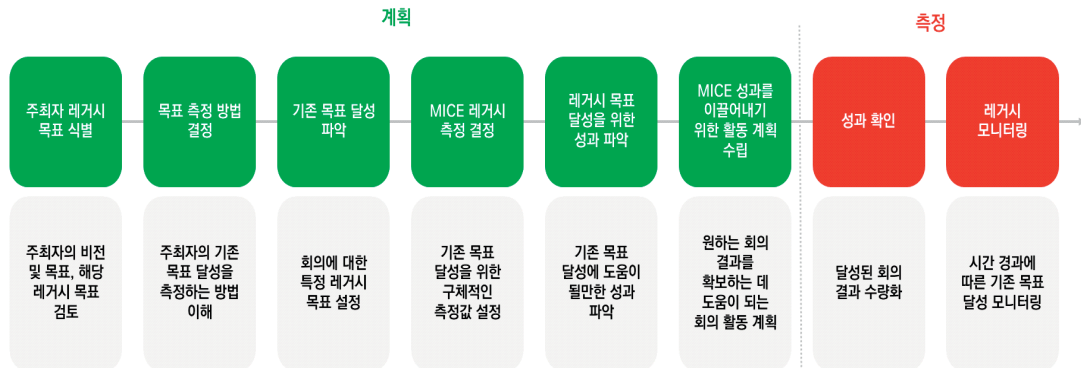 계획
측정
주최자 레거시
목표 식별
목표 측정 방법
결정
기존 목표 달성
파악
MICE 레거시
측정 결정
레거시 목표
달성을 위한
성과 파악
MICE 성과를
이끌어내기
위한 활동 계획
수립
성과 확인
레거시
모니터링
주최자의 비전
및 목표, 해당
레거시 목표
검토
주최자의 기존
목표 달성을
측정하는 방법
이해
회의에 대한
특정 레거시
목표 설정
기존 목표
달성을 위한
구체적인
측정값 설정
기존 목표
달성에 도움이
될만한 성과
파악
원하는 회의
결과를
확보하는 데
도움이 되는
회의 활동 계획
달성된 회의
결과 수량화
시간 경과에
따른 기존 목표
달성 모니터링